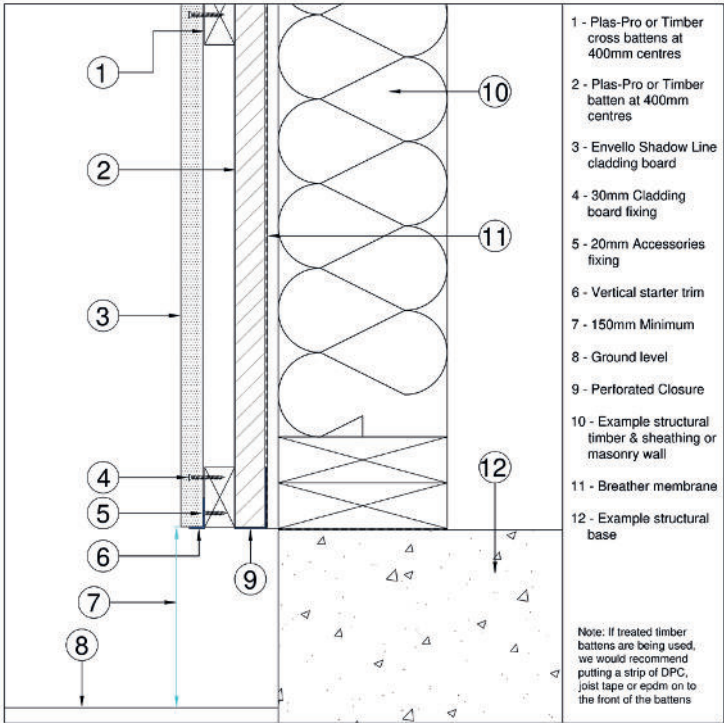 1 - Plas-Pro or Timber
cross battens at
400mm centres
2 - Plas-Pro or Timber
batten at 400mm
centres
3 - Envello Shadow Line
cladding board
4 - 30mm Cladding
board fixing
5 - 20mm Accessories
fixing
6 - Vertical starter trim
7 - 150mm Minimum
8 - Ground level
9 - Perforated Closure
10 - Example structural
timber & sheathing or
masonry wall
11 - Breather membrane
12 - Example structural
base
Note: If treated timber
battens are being used,
we would recommend
putting a strip of DPC,
joist tape or epdm on to
the front of the battens
1
10
2
11
3
12
4
5
6
9
7
8